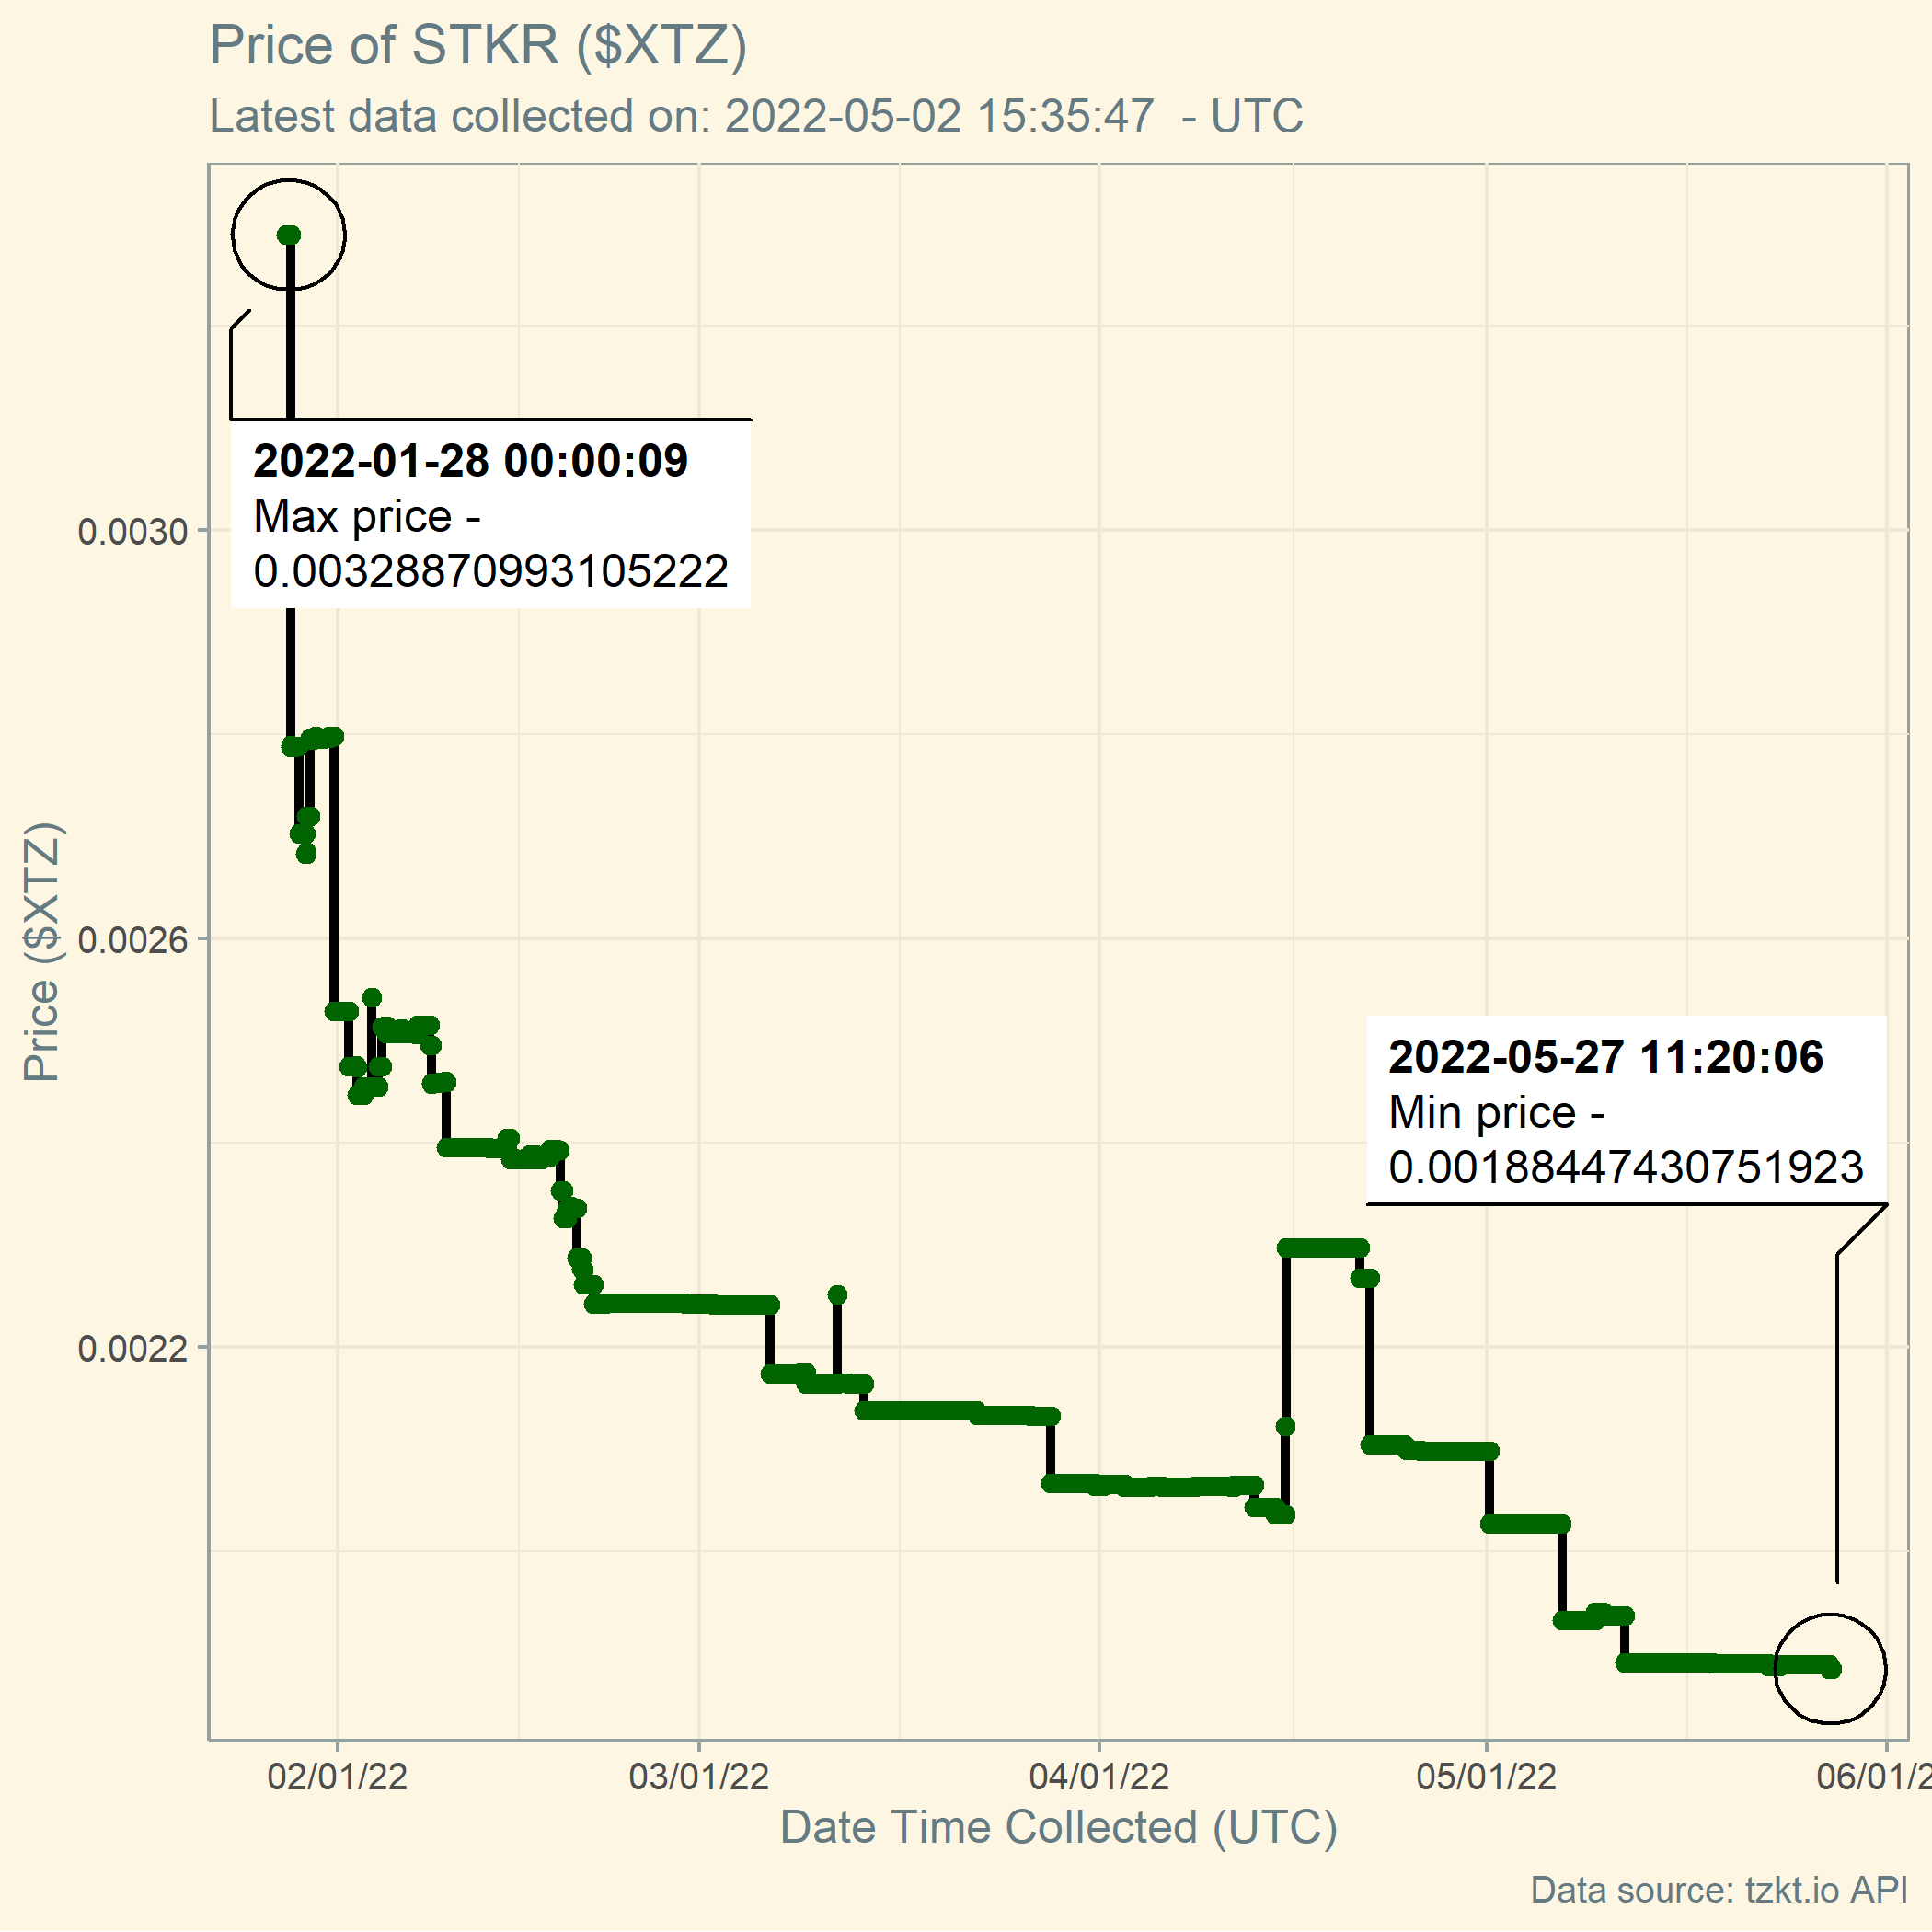 Price of STKR ($XTZ)
Latest data collected on: 2022-05-02 15:35:47  - UTC
2022-01-28 00:00:09
Max price -
0.00328870993105222
0.0030
0.0026
0.0022
Price ($XTZ)
2022-05-27 11:20:06
Min price -
0.00188447430751923
02/01/22
03/01/22
04/01/22
05/01/22
06/01/2
Date Time Collected (UTC)
Data source: tzkt.io API